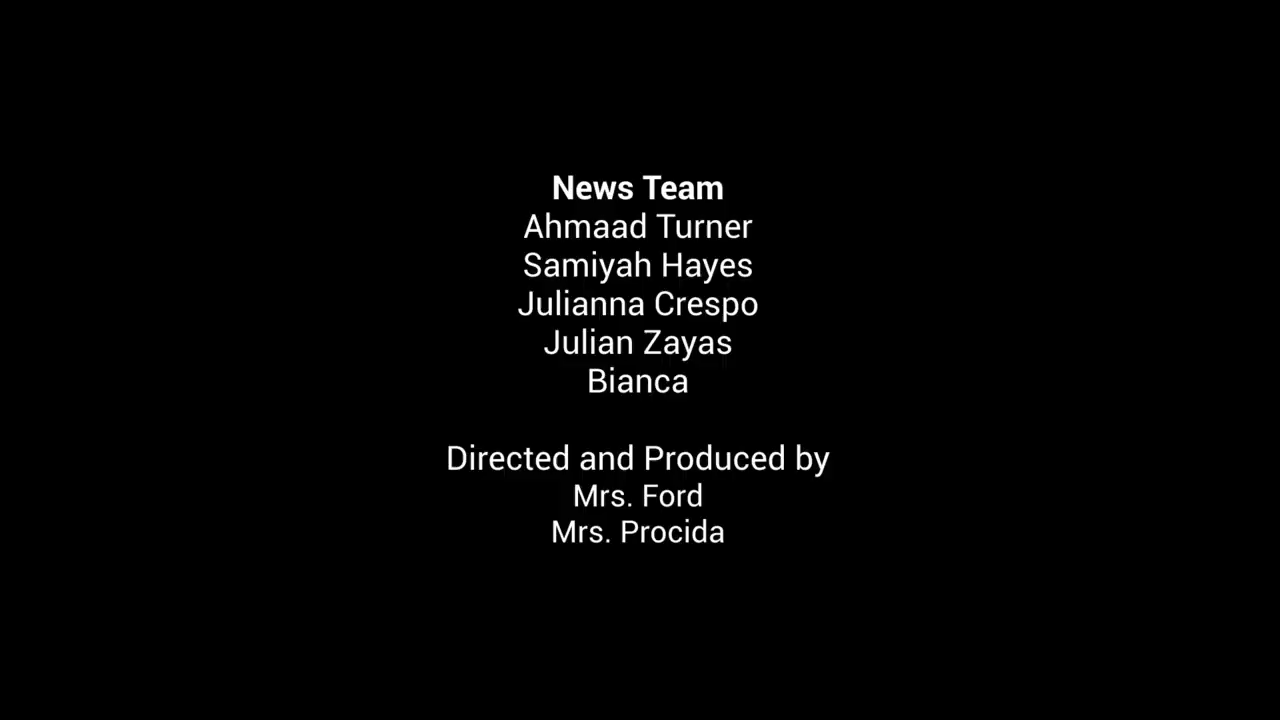 News Team
Ahmaad Turner
Samiyah Hayes
Julianna Crespo
Julian Zayas
Bianca
Directed and Produced by
Mrs. Ford
Mrs. Procida